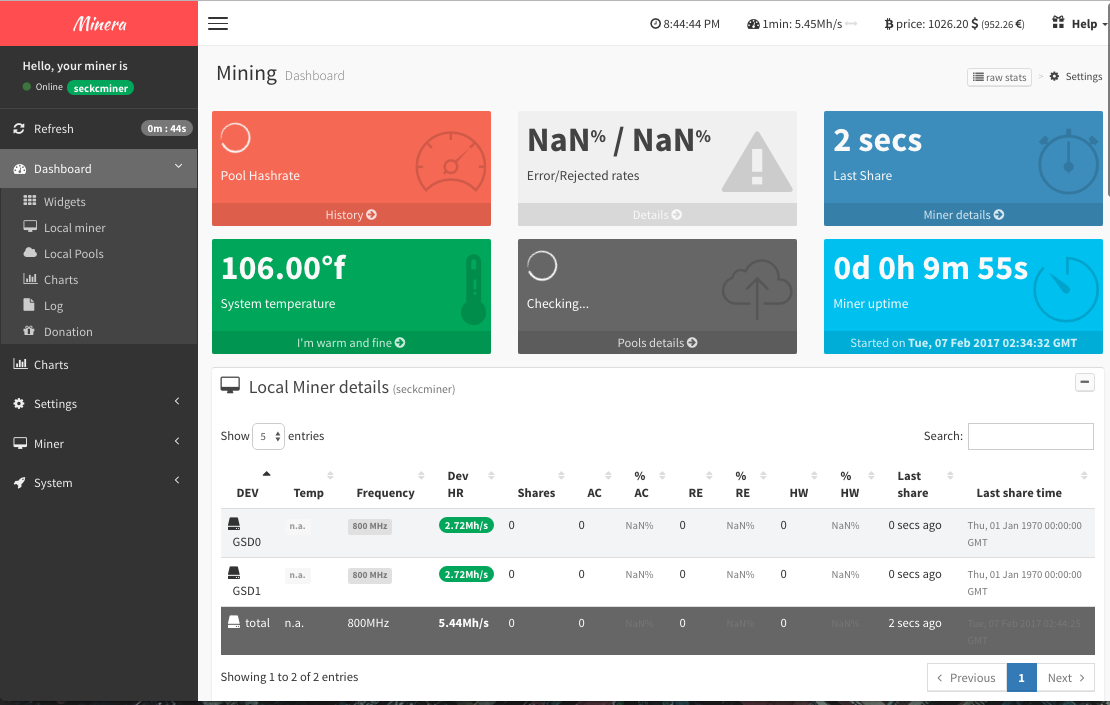 Minera
8:44:44 PM
1min: 5.45Mh/s
price: 1026.20 $ (952.26 €)
Help
Hello, your miner is
Online seckcminer
Refresh 0m : 44s
Dashboard
Widgets
Local miner
Local Pools
Charts
Log
Donation
Charts
Settings
Miner
System
Mining Dashboard
raw stats > Settings
Pool Hashrate
History
NaN% / NaN%
Error/Rejected rates
Details
2 secs
Last Share
Miner details
106.00°f
System temperature
I'm warm and fine
Checking...
Pools details
0d 0h 9m 55s
Miner uptime
Started on Tue, 07 Feb 2017 02:34:32 GMT
Local Miner details (seckcminer)
Show 5 entries
Search:
DEV Temp Frequency Dev HR Shares AC % AC RE % RE HW % HW Last share Last share time
GSD0 n.a. 800 MHz 2.72Mh/s 0 0 NaN% 0 NaN% 0 NaN% 0 secs ago Thu, 01 Jan 1970 00:00:00 GMT
GSD1 n.a. 800 MHz 2.72Mh/s 0 0 NaN% 0 NaN% 0 NaN% 0 secs ago Thu, 01 Jan 1970 00:00:00 GMT
total n.a. 800MHz 5.44Mh/s 0 0 NaN% 0 NaN% 0 NaN% 2 secs ago Tue, 07 Feb 2017 02:44:25 GMT
Showing 1 to 2 of 2 entries
Previous 1 Next